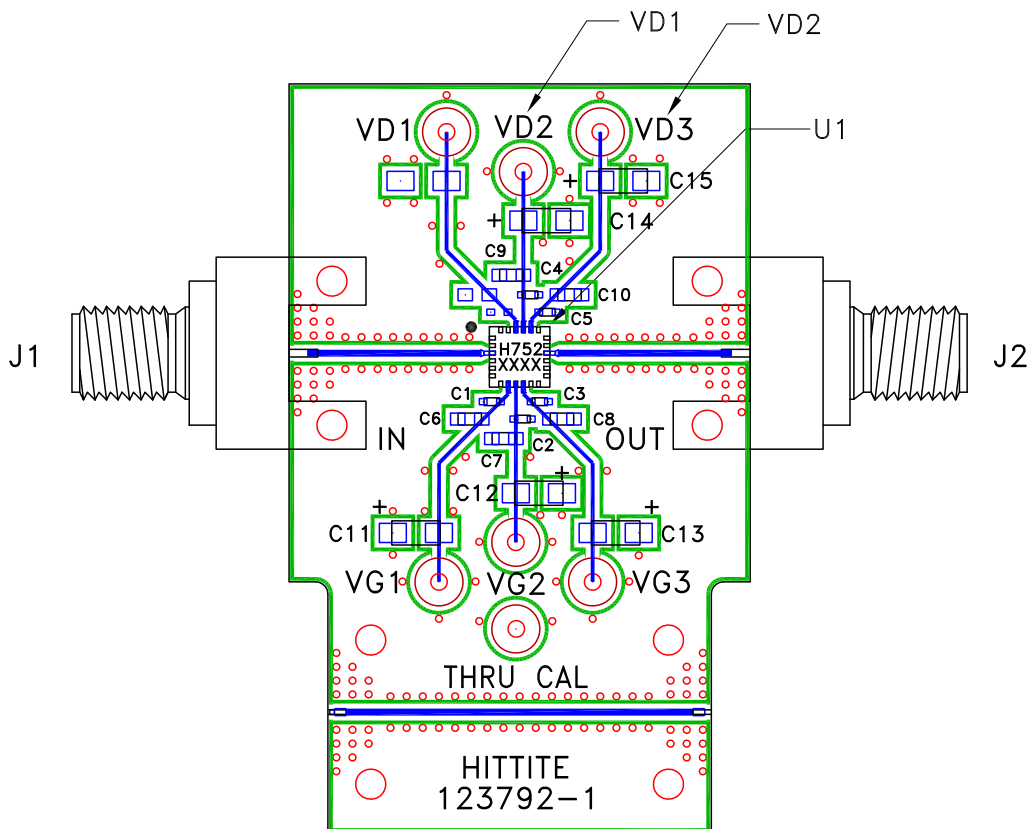 VD1
VD2
VD1
VD2
VD3
U1
+
C15
+
C14
C9
C4
C10
C5
J1
H752
XXXX
J2
C1
C3
C6
C8
IN
C2
OUT
C7
+
C12
+
C11
+
C13
VG1
VG2
VG3
THRU CAL
HITTITE
123792-1